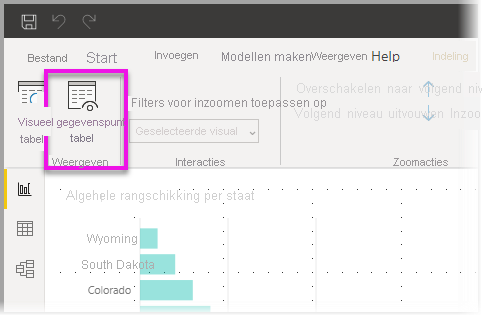 Bestand Start Invoegen Modellen maken Weergeven Help Indeling
Visueel gegevenspunt
tabel tabel
Filters voor inzoomen toepassen op
Geselecteerde visual
Overschakelen naar volgend niv
Volgend niveau uitvouwen Inzoo
Weergeven Interacties Zoomacties
Algehele rangschikking per staat
Wyoming
South Dakota
Colorado